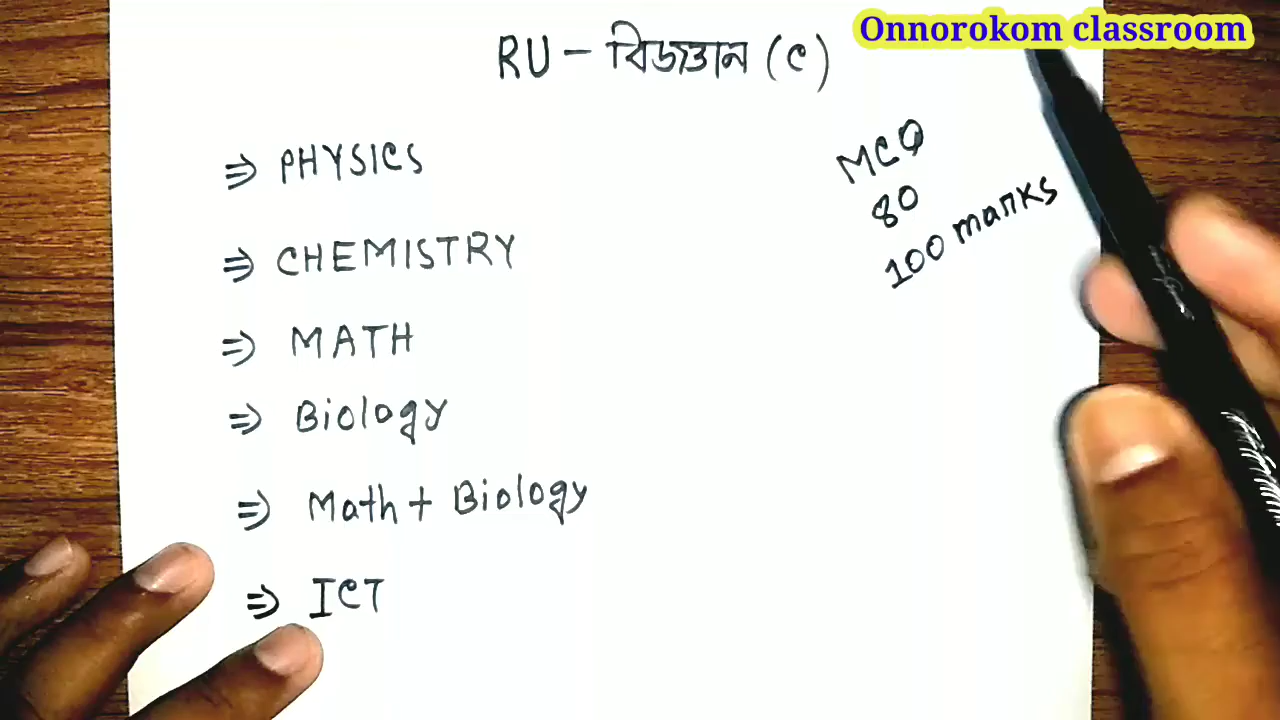 Onnorokom classroom
RU - বিজ্ঞান (c)
⇒ PHYSICS
⇒ CHEMISTRY
⇒ MATH
⇒ Biology
⇒ Math + Biology
⇒ ICT
MCQ
80
100 marks